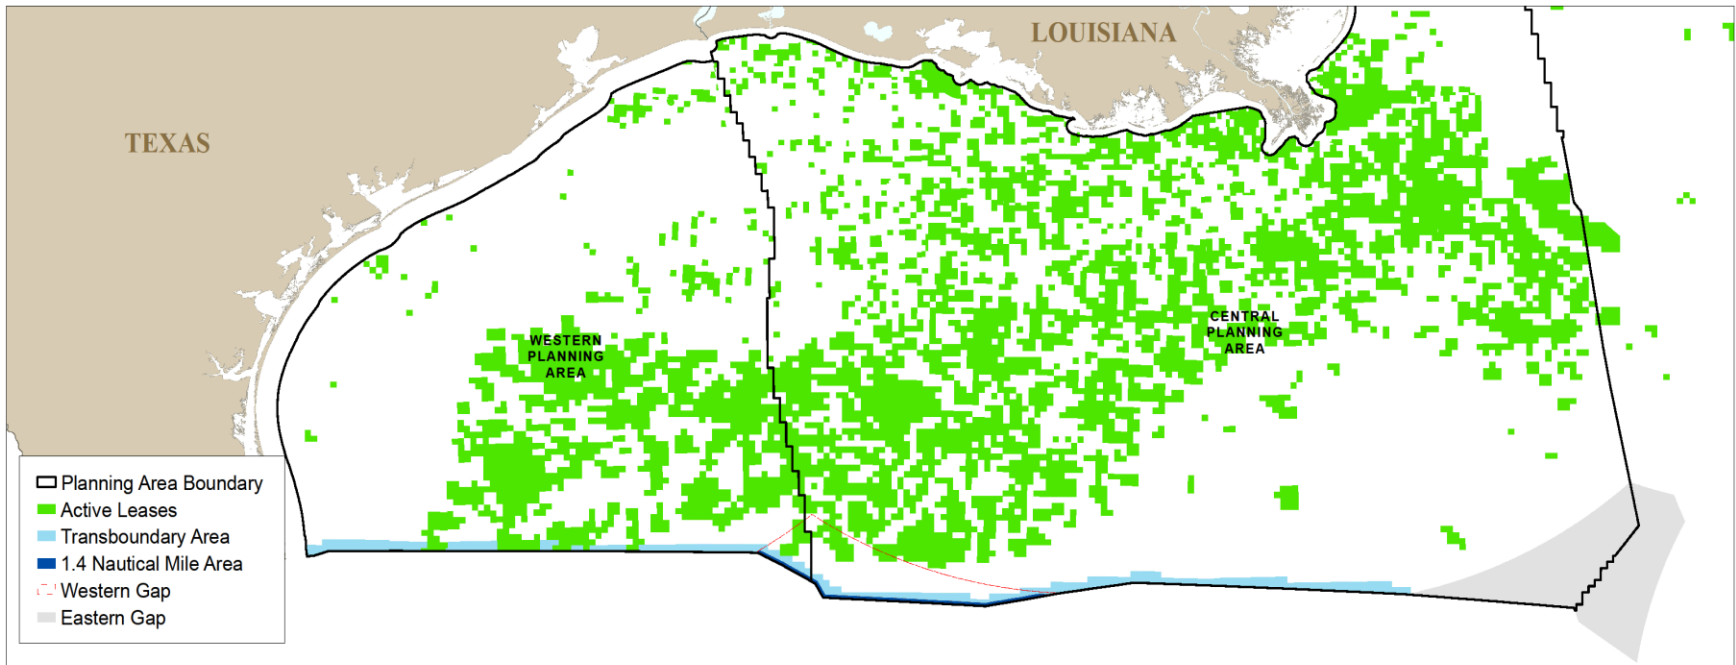 LOUISIANA
TEXAS
WESTERN
PLANNING
AREA
CENTRAL
PLANNING
AREA
Planning Area Boundary
Active Leases
Transboundary Area
1.4 Nautical Mile Area
Western Gap
Eastern Gap